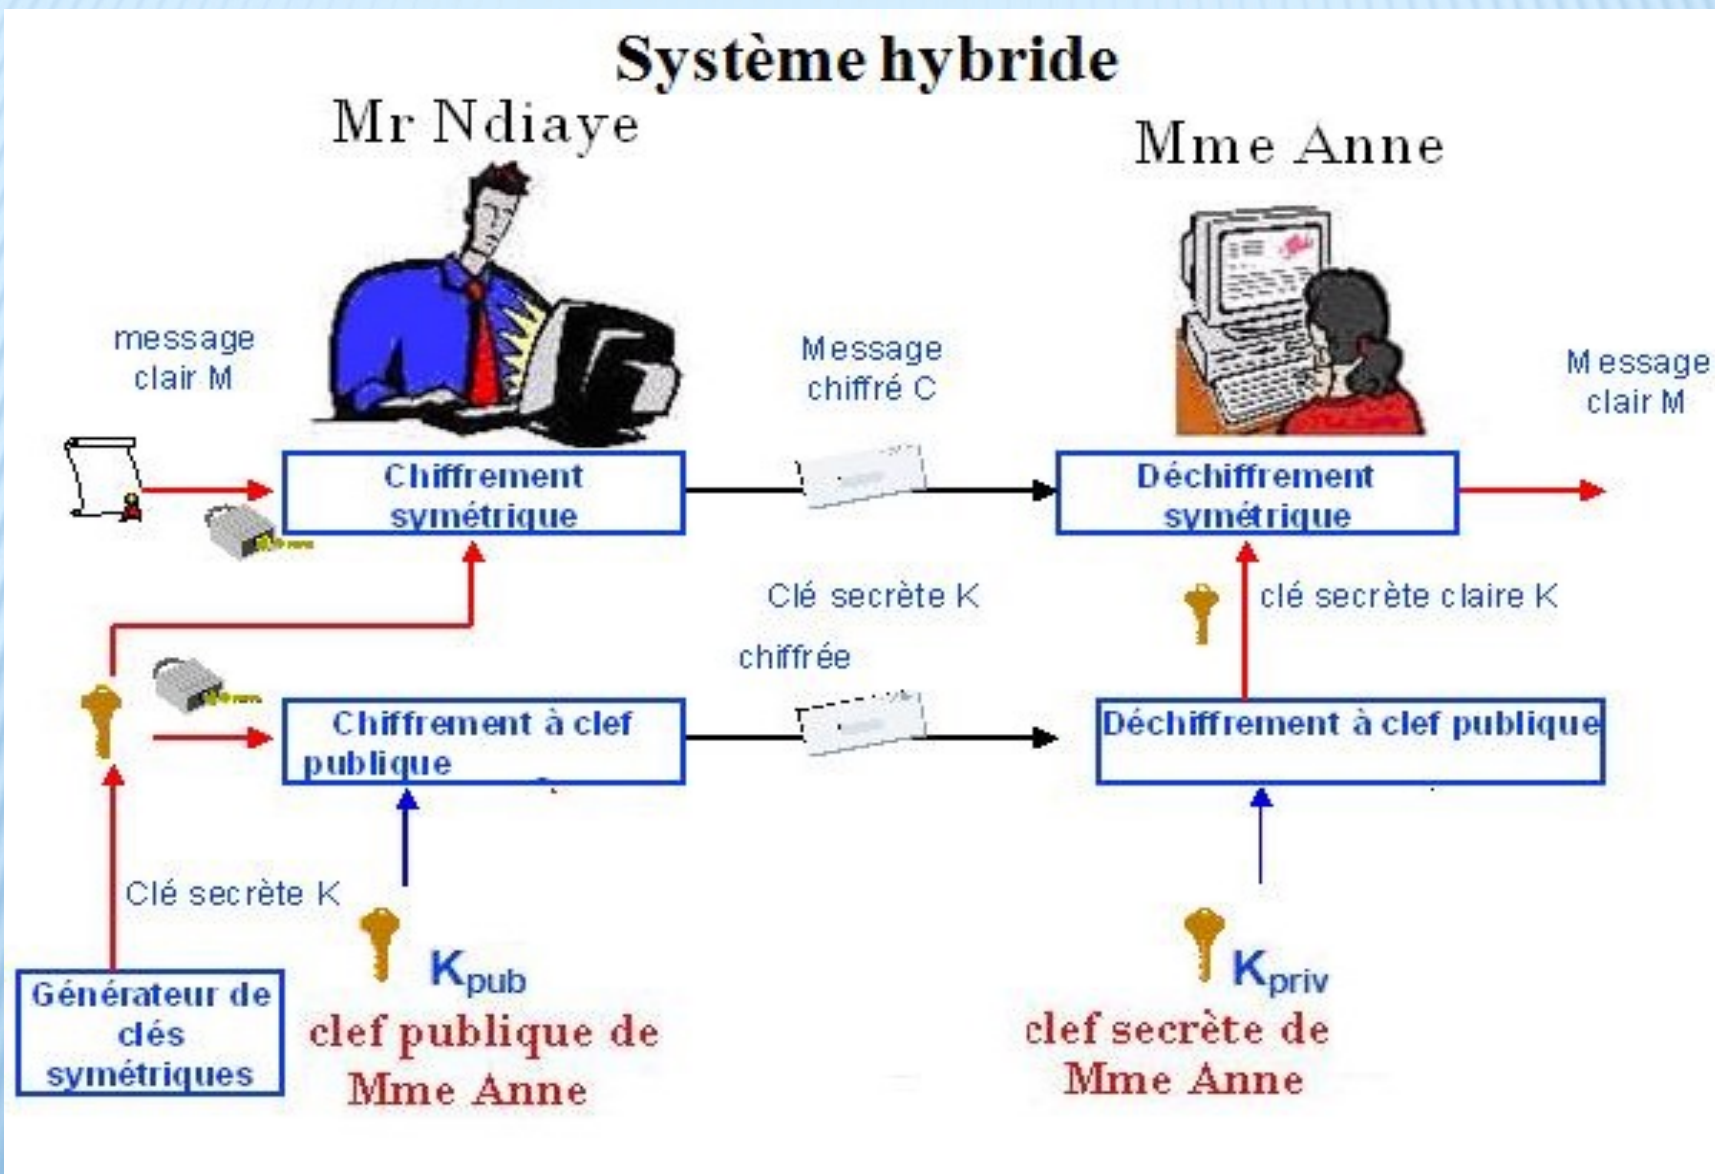 Système hybride
Mr Ndiaye
Mme Anne
message
clair M
Message
chiffré C
Message
clair M
Chiffrement
symétrique
Déchiffrement
symétrique
Clé secrète K
chiffrée
clé secrète claire K
Chiffrement à clef
publique
Déchiffrement à clef publique
Clé secrète K
Générateur de
clés
symétriques
Kpub
clef publique de
Mme Anne
Kpriv
clef secrète de
Mme Anne